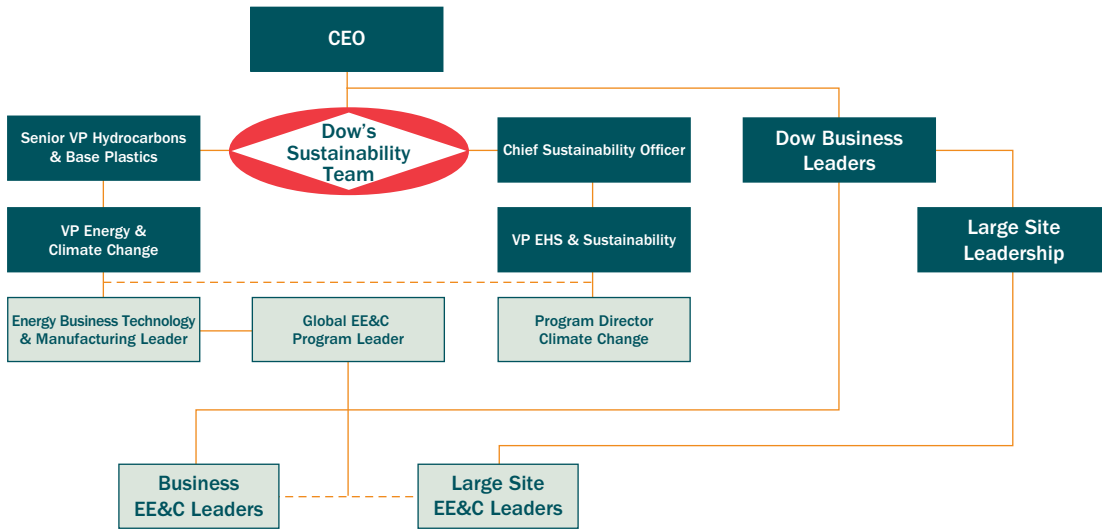 CEO
Senior VP Hydrocarbons
& Base Plastics
Dow's
Sustainability
Team
Chief Sustainability Officer
Dow Business
Leaders
VP Energy &
Climate Change
VP EHS & Sustainability
Large Site
Leadership
Energy Business Technology
& Manufacturing Leader
Global EE&C
Program Leader
Program Director
Climate Change
Business
EE&C Leaders
Large Site
EE&C Leaders